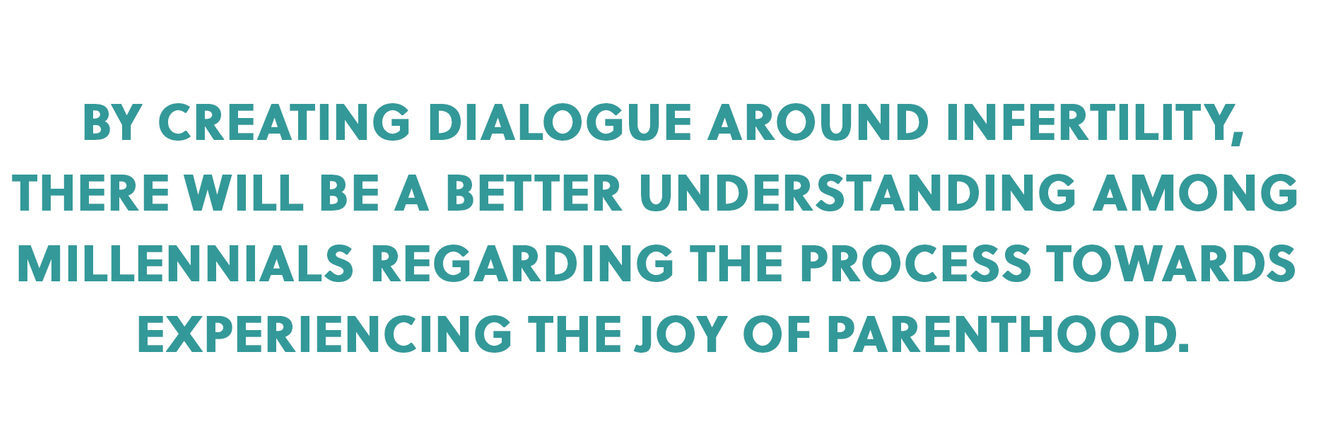 BY CREATING DIALOGUE AROUND INFERTILITY,
THERE WILL BE A BETTER UNDERSTANDING AMONG
MILLENNIALS REGARDING THE PROCESS TOWARDS
EXPERIENCING THE JOY OF PARENTHOOD.